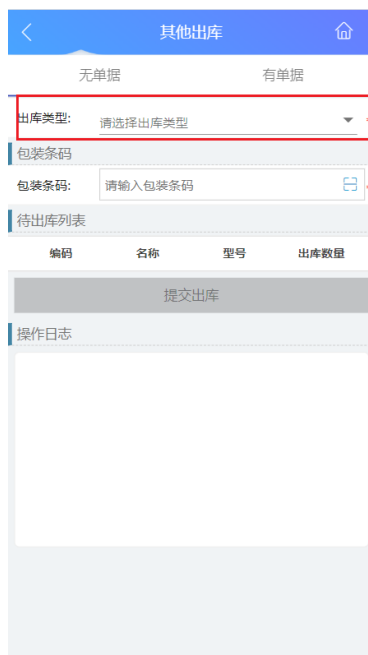 其他出库
无单据 有单据
出库类型: 请选择出库类型 *
包装条码
包装条码: 请输入包装条码
待出库列表
编码 名称 型号 出库数量
提交出库
操作日志